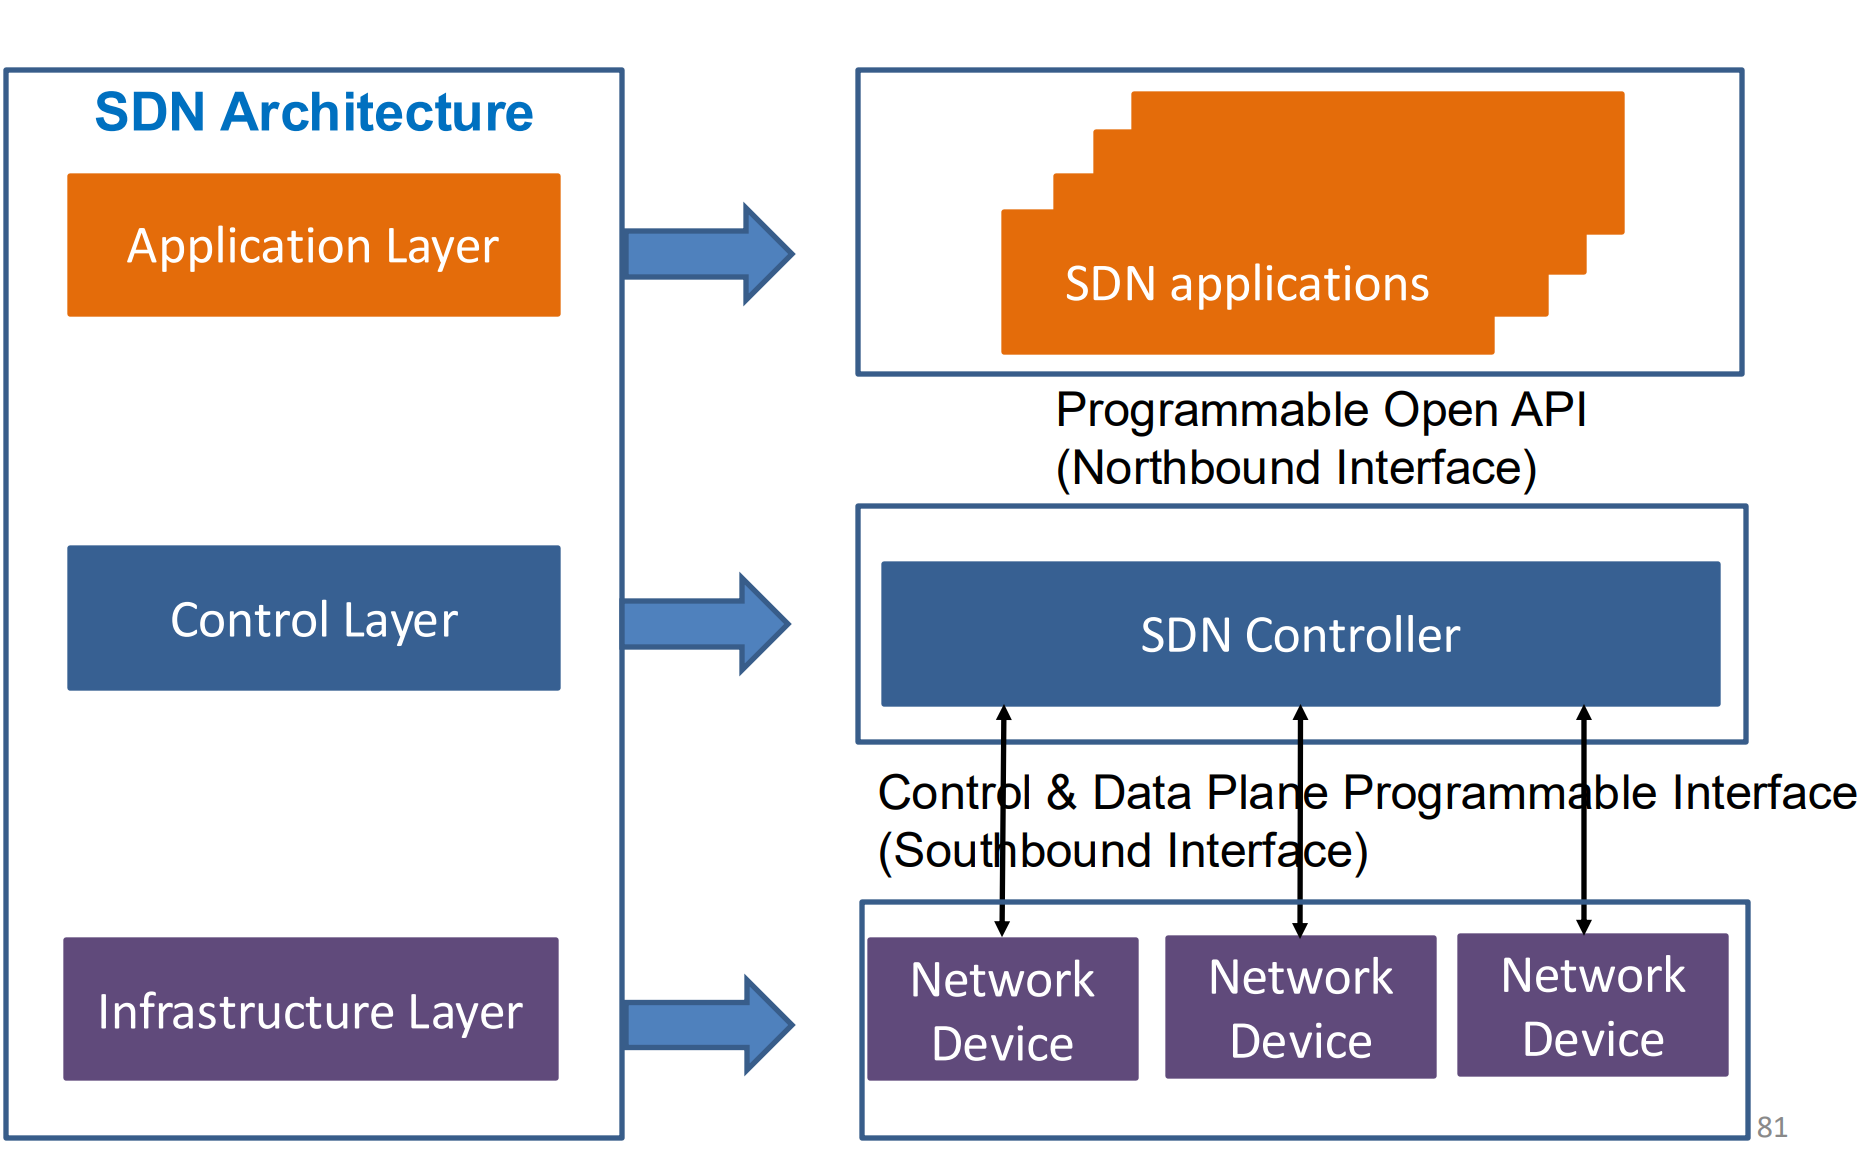 SDN Architecture
Application Layer
Control Layer
Infrastructure Layer
SDN applications
Programmable Open API
(Northbound Interface)
SDN Controller
Control & Data Plane Programmable Interface
(Southbound Interface)
Network
Device
Network
Device
Network
Device
81